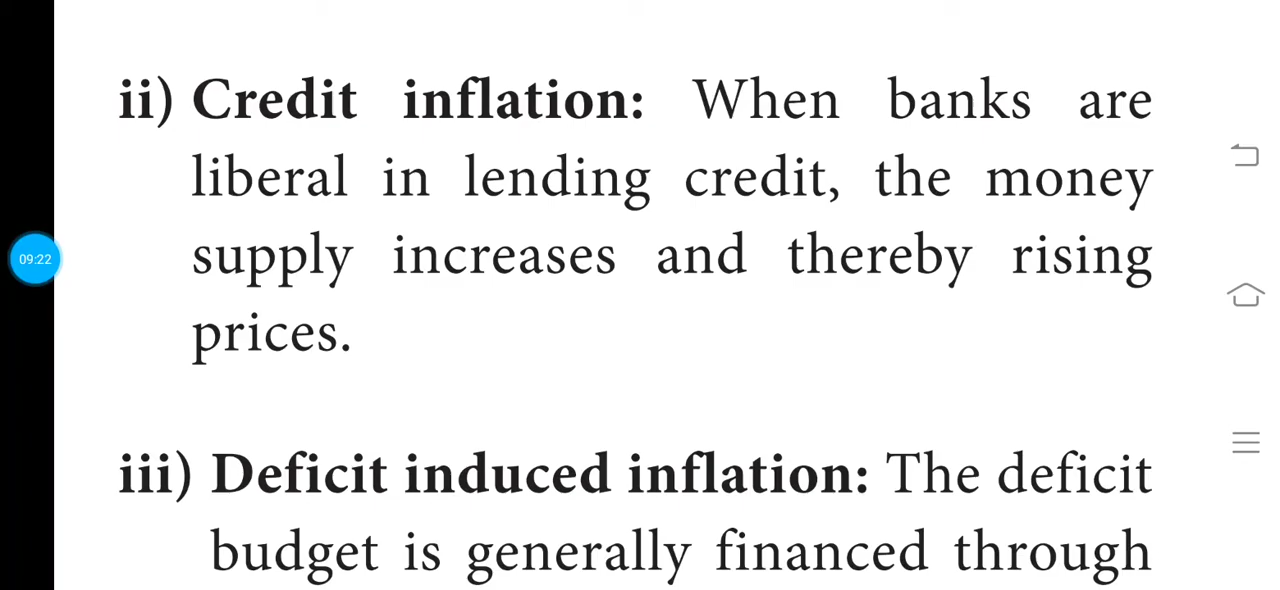 ii) Credit inflation: When banks are
liberal in lending credit, the money
supply increases and thereby rising
prices.
09:22
iii) Deficit induced inflation: The deficit
budget is generally financed through